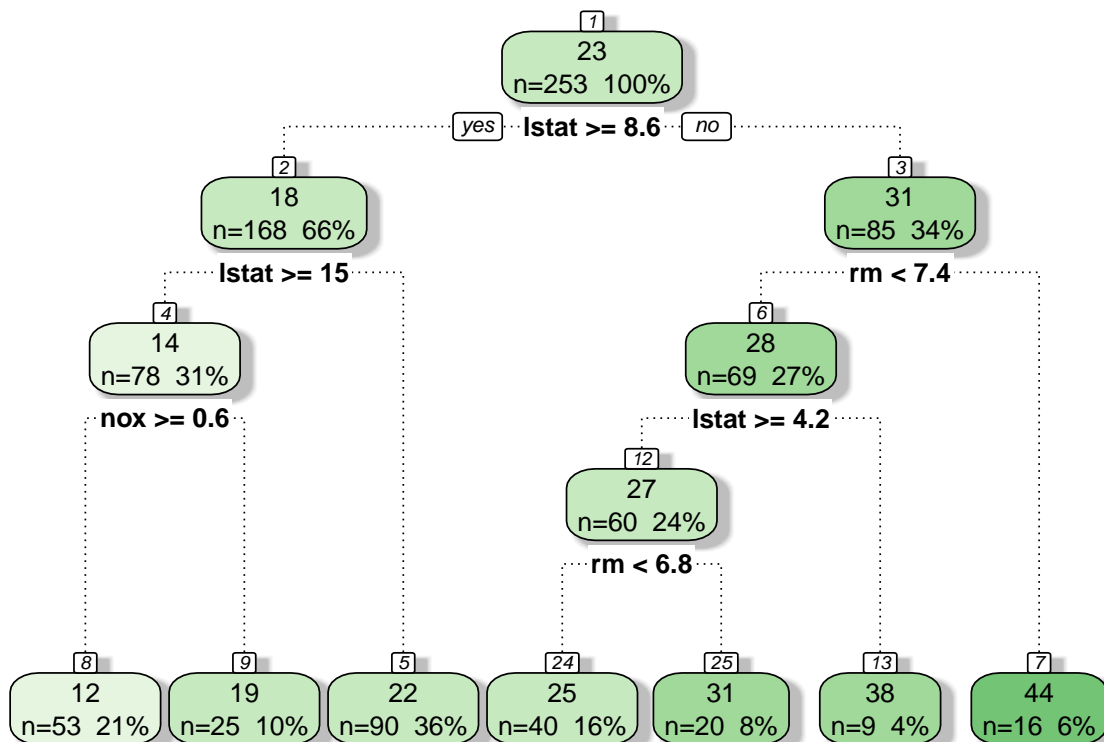 1
23
n=253 100%
yes lstat >= 8.6 no
2
18
n=168 66%
3
31
n=85 34%
lstat >= 15
rm < 7.4
4
14
n=78 31%
6
28
n=69 27%
nox >= 0.6
lstat >= 4.2
12
27
n=60 24%
rm < 6.8
8
12
n=53 21%
9
19
n=25 10%
5
22
n=90 36%
24
25
n=40 16%
25
31
n=20 8%
13
38
n=9 4%
7
44
n=16 6%